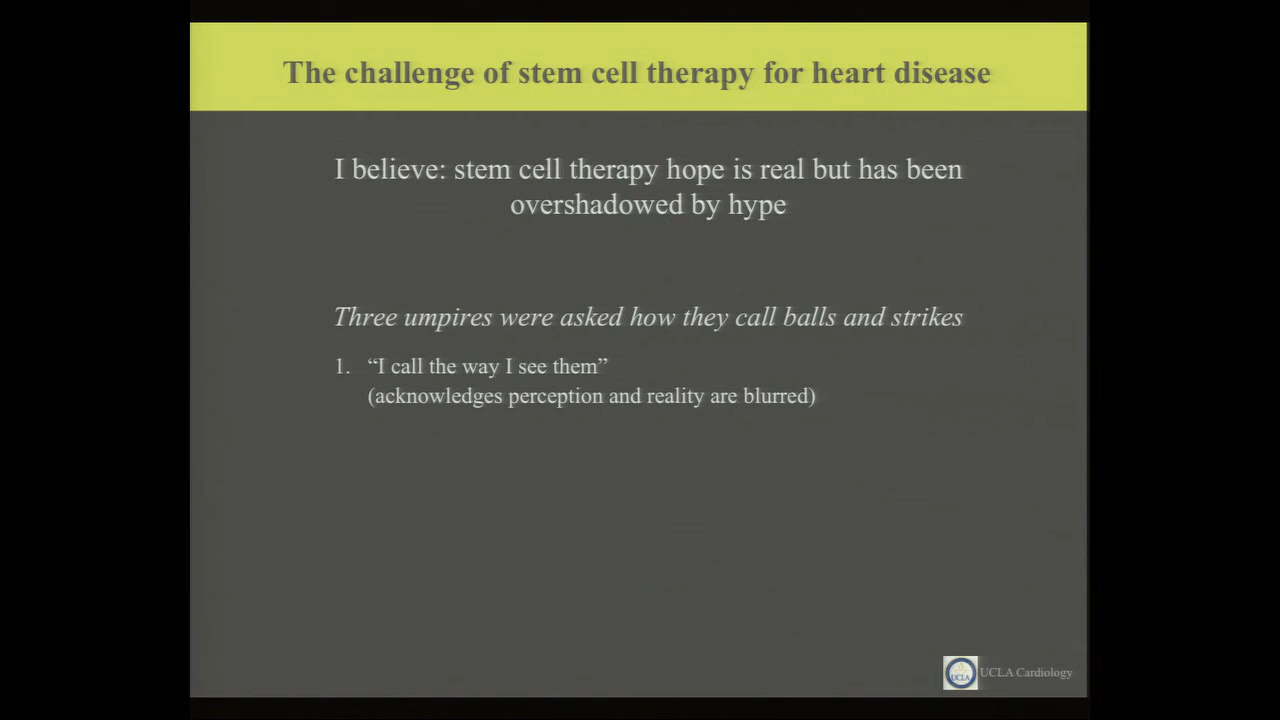 The challenge of stem cell therapy for heart disease
I believe: stem cell therapy hope is real but has been
overshadowed by hype
Three umpires were asked how they call balls and strikes
1. “I call the way I see them”
(acknowledges perception and reality are blurred)
UCLA
UCLA Cardiology